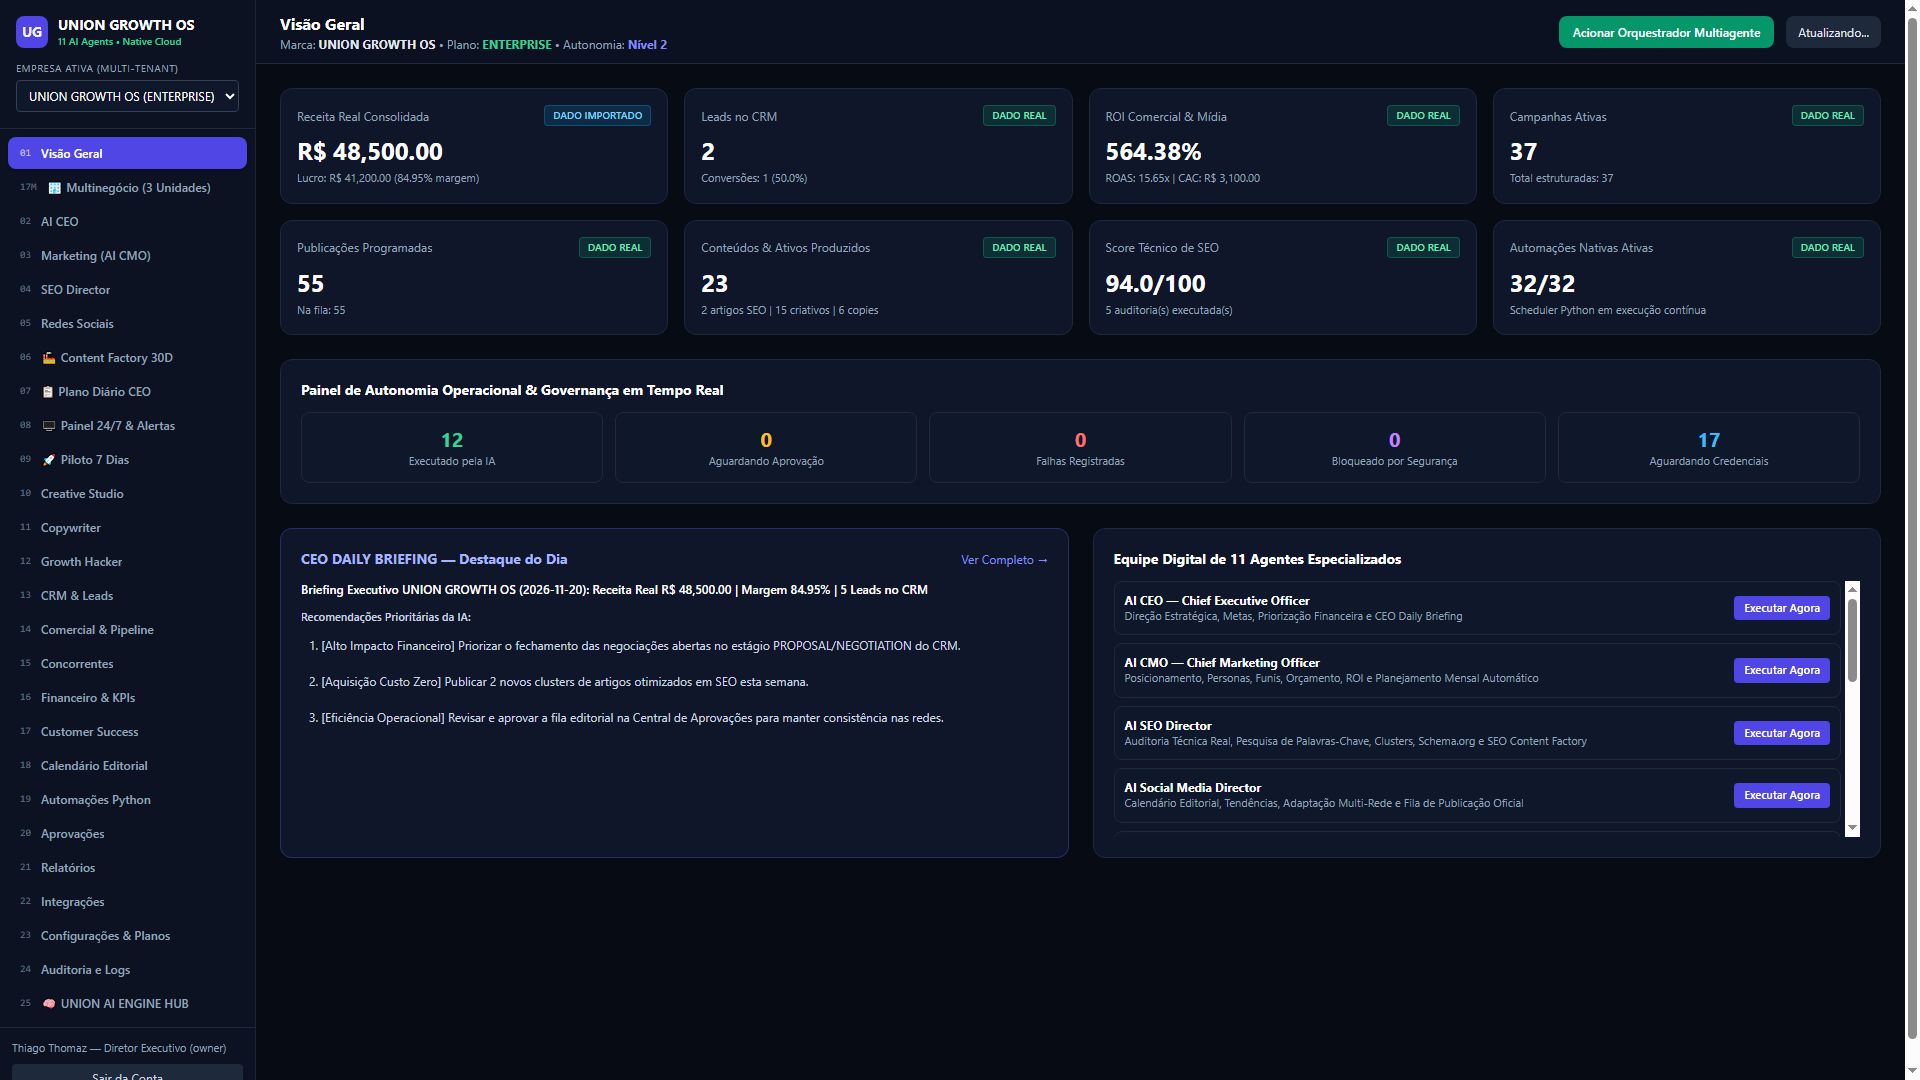 UG
UNION GROWTH OS
11 AI Agents • Native Cloud
EMPRESA ATIVA (MULTI-TENANT)
UNION GROWTH OS (ENTERPRISE)
01 Visão Geral
17M Multinegócio (3 Unidades)
02 AI CEO
03 Marketing (AI CMO)
04 SEO Director
05 Redes Sociais
06 Content Factory 30D
07 Plano Diário CEO
08 Painel 24/7 & Alertas
09 Piloto 7 Dias
10 Creative Studio
11 Copywriter
12 Growth Hacker
13 CRM & Leads
14 Comercial & Pipeline
15 Concorrentes
16 Financeiro & KPIs
17 Customer Success
18 Calendário Editorial
19 Automações Python
20 Aprovações
21 Relatórios
22 Integrações
23 Configurações & Planos
24 Auditoria e Logs
25 UNION AI ENGINE HUB
Thiago Thomaz — Diretor Executivo (owner)
Sair da Conta
Visão Geral
Marca: UNION GROWTH OS • Plano: ENTERPRISE • Autonomia: Nível 2
Acionar Orquestrador Multiagente
Atualizando...
Receita Real Consolidada
DADO IMPORTADO
R$ 48,500.00
Lucro: R$ 41,200.00 (84.95% margem)
Leads no CRM
DADO REAL
2
Conversões: 1 (50.0%)
ROI Comercial & Mídia
DADO REAL
564.38%
ROAS: 15.65x | CAC: R$ 3,100.00
Campanhas Ativas
DADO REAL
37
Total estruturadas: 37
Publicações Programadas
DADO REAL
55
Na fila: 55
Conteúdos & Ativos Produzidos
DADO REAL
23
2 artigos SEO | 15 criativos | 6 copies
Score Técnico de SEO
DADO REAL
94.0/100
5 auditoria(s) executada(s)
Automações Nativas Ativas
DADO REAL
32/32
Scheduler Python em execução contínua
Painel de Autonomia Operacional & Governança em Tempo Real
12
Executado pela IA
0
Aguardando Aprovação
0
Falhas Registradas
0
Bloqueado por Segurança
17
Aguardando Credenciais
CEO DAILY BRIEFING — Destaque do Dia
Ver Completo →
Briefing Executivo UNION GROWTH OS (2026-11-20): Receita Real R$ 48,500.00 | Margem 84.95% | 5 Leads no CRM
Recomendações Prioritárias da IA:
1. [Alto Impacto Financeiro] Priorizar o fechamento das negociações abertas no estágio PROPOSAL/NEGOTIATION do CRM.
2. [Aquisição Custo Zero] Publicar 2 novos clusters de artigos otimizados em SEO esta semana.
3. [Eficiência Operacional] Revisar e aprovar a fila editorial na Central de Aprovações para manter consistência nas redes.
Equipe Digital de 11 Agentes Especializados
AI CEO — Chief Executive Officer
Direção Estratégica, Metas, Priorização Financeira e CEO Daily Briefing
Executar Agora
AI CMO — Chief Marketing Officer
Posicionamento, Personas, Funis, Orçamento, ROI e Planejamento Mensal Automático
Executar Agora
AI SEO Director
Auditoria Técnica Real, Pesquisa de Palavras-Chave, Clusters, Schema.org e SEO Content Factory
Executar Agora
AI Social Media Director
Calendário Editorial, Tendências, Adaptação Multi-Rede e Fila de Publicação Oficial
Executar Agora